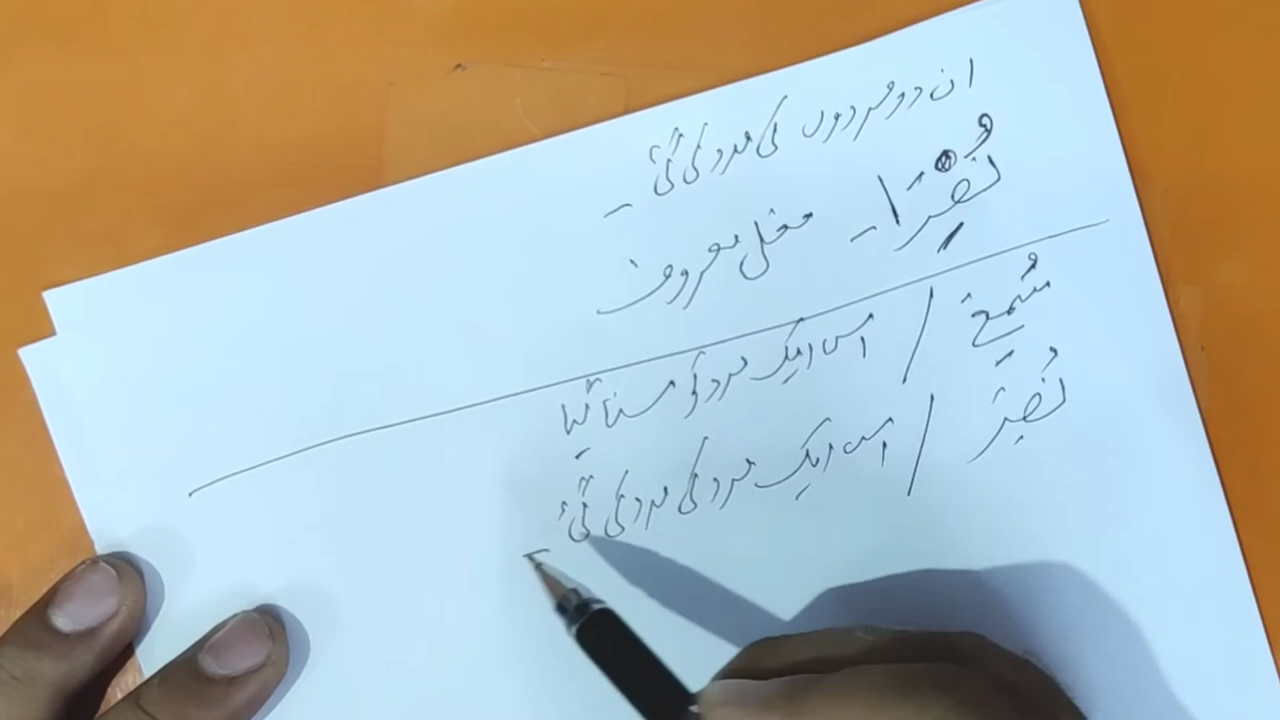 ان دو مردوں کی مدد کی گئی۔
نُصِرَا۔ فعل معروف
سُمِعَ / اس ایک مرد کو سنا گیا
نُصِرَ / اس ایک مرد کی مدد کی گئی